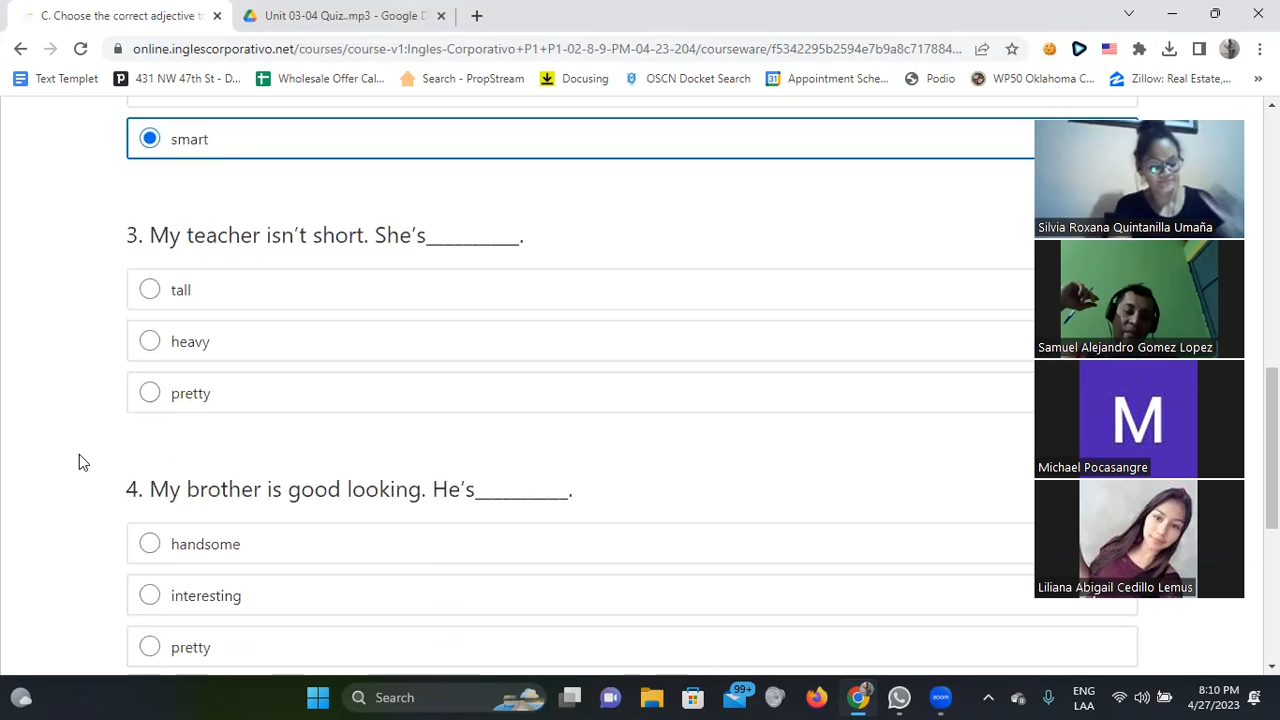 C. Choose the correct adjective t
Unit 03-04 Quiz..mp3 - Google D
online.inglescorporativo.net/courses/course-v1:Ingles-Corporativo+P1+P1-02-8-9-PM-04-23-204/courseware/f5342295b2594e7b9a8c717884...
Text Templet
431 NW 47th St - D...
Wholesale Offer Cal...
Search - PropStream
Docusing
OSCN Docket Search
31
Appointment Sche...
Podio
WP50 Oklahoma C...
Zillow: Real Estate,...
smart
Silvia Roxana Quintanilla Umaña
3. My teacher isn't short. She's__________.
tall
heavy
Samuel Alejandro Gomez Lopez
pretty
M
Michael Pocasangre
4. My brother is good looking. He's__________.
handsome
interesting
Liliana Abigail Cedillo Lemus
pretty
Search
99+
zoom
ENG
LAA
8:10 PM
4/27/2023